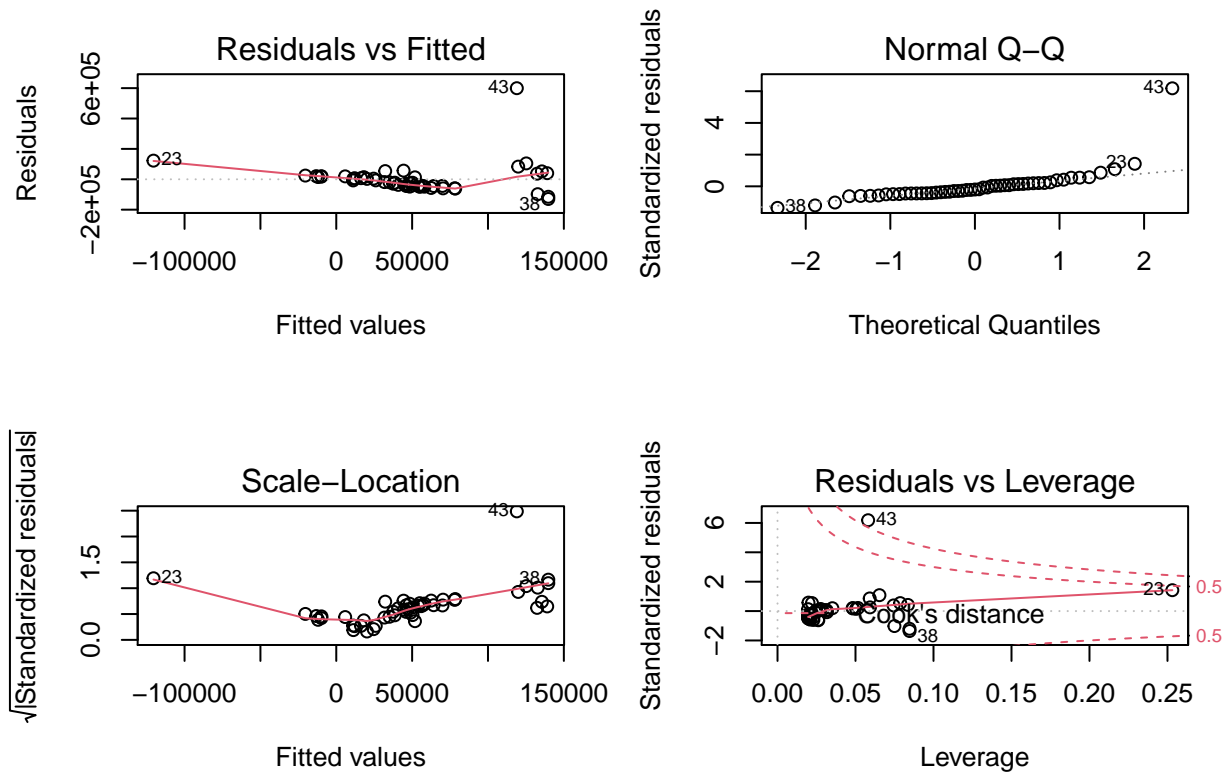 Residuals vs Fitted
Residuals
−2e+05
6e+05
43
23
38
−100000 0 50000 150000
Fitted values
Normal Q−Q
Standardized residuals
0 4
43
23
38
−2 −1 0 1 2
Theoretical Quantiles
Scale−Location
√|Standardized residuals|
0.0 1.5
43
38
23
−100000 0 50000 150000
Fitted values
Residuals vs Leverage
Standardized residuals
−2 2 6
43
23
38
Cook's distance
0.5
0.5
0.00 0.05 0.10 0.15 0.20 0.25
Leverage